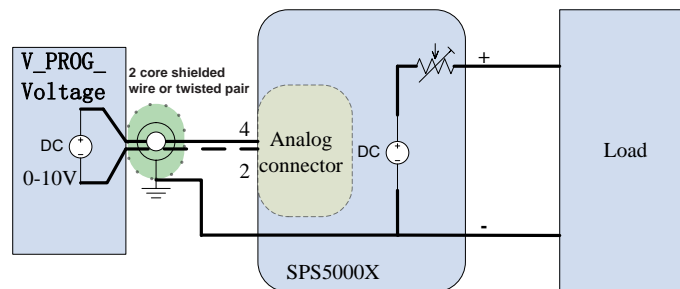 V_PROG_
Voltage
2 core shielded
wire or twisted pair
DC
+
-
0-10V
4
2
Analog
connector
DC
+
-
SPS5000X
+
-
Load